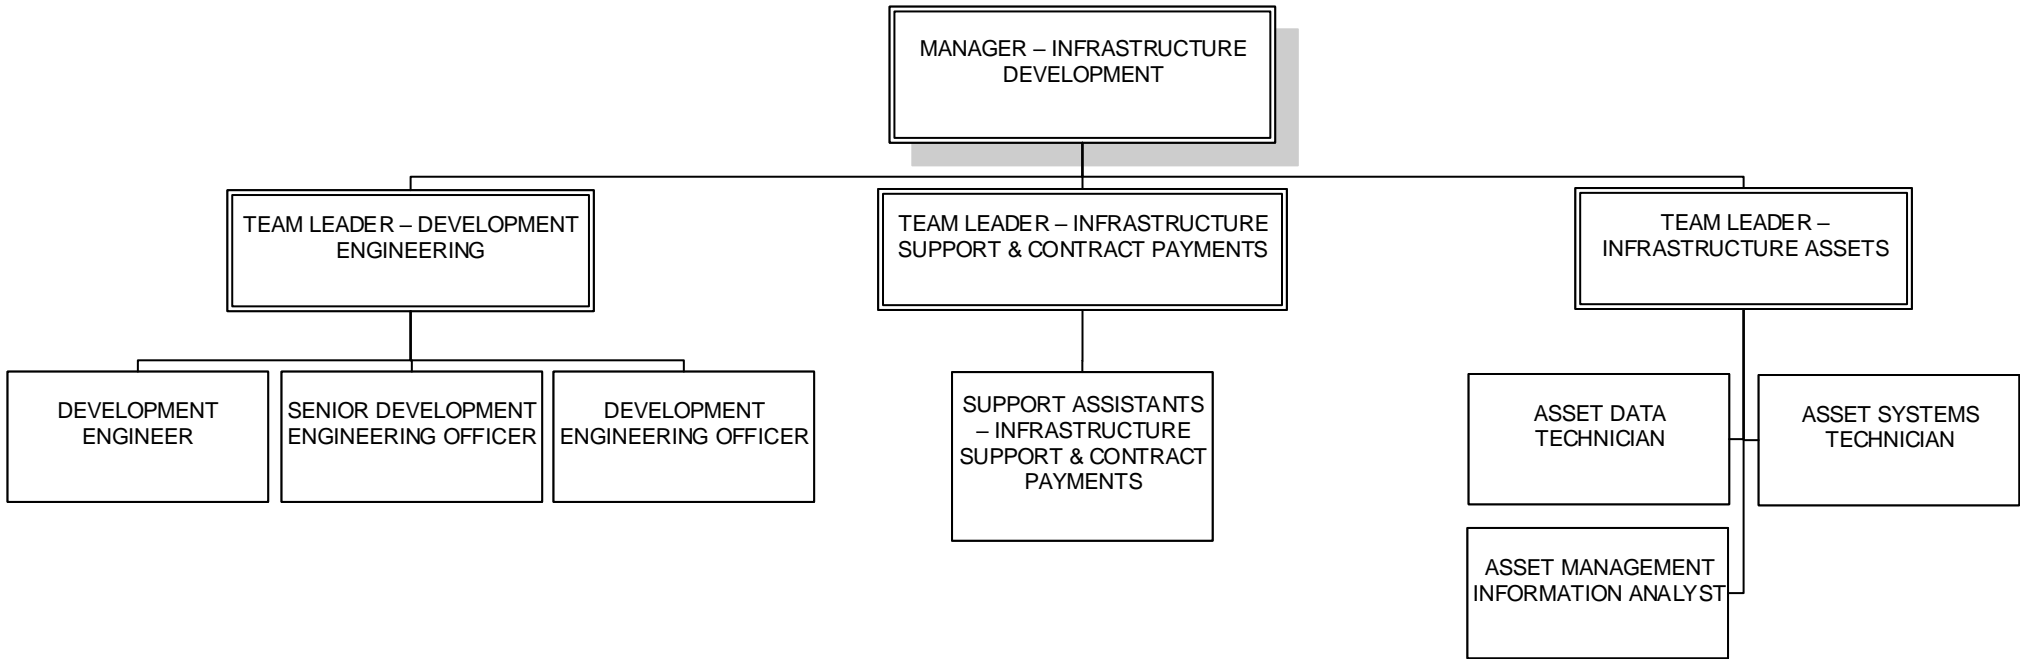 MANAGER – INFRASTRUCTURE
DEVELOPMENT
TEAM LEADER – DEVELOPMENT
ENGINEERING
TEAM LEADER – INFRASTRUCTURE
SUPPORT & CONTRACT PAYMENTS
TEAM LEADER –
INFRASTRUCTURE ASSETS
DEVELOPMENT
ENGINEER
SENIOR DEVELOPMENT
ENGINEERING OFFICER
DEVELOPMENT
ENGINEERING OFFICER
SUPPORT ASSISTANTS
– INFRASTRUCTURE
SUPPORT & CONTRACT
PAYMENTS
ASSET DATA
TECHNICIAN
ASSET SYSTEMS
TECHNICIAN
ASSET MANAGEMENT
INFORMATION ANALYST